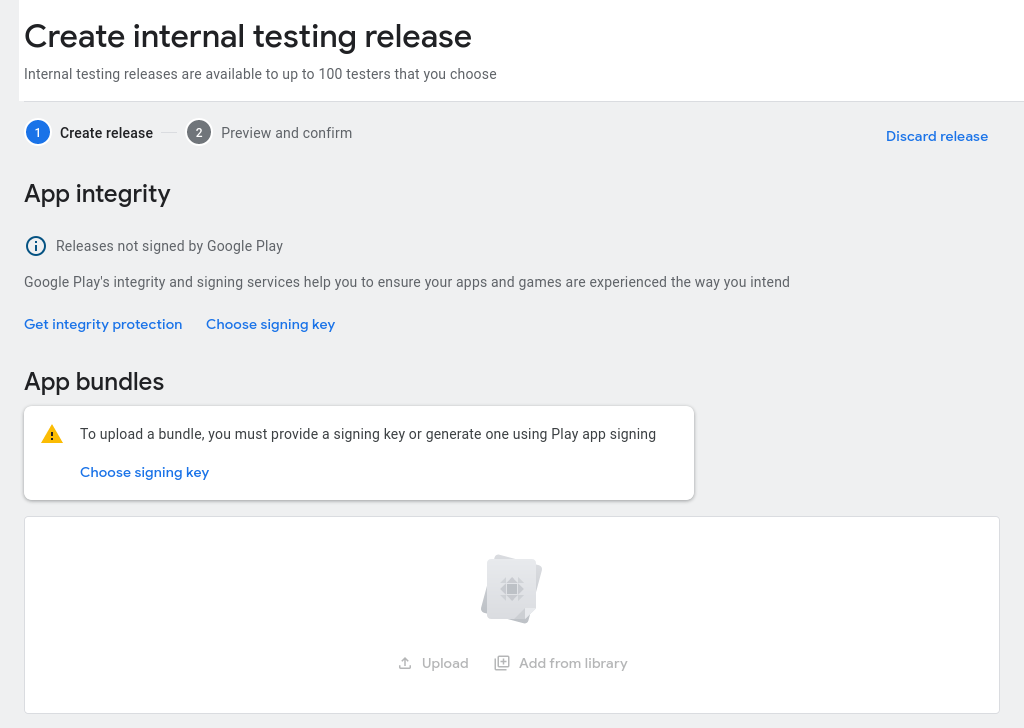 Create internal testing release
Internal testing releases are available to up to 100 testers that you choose
1 Create release 2 Preview and confirm
Discard release
App integrity
Releases not signed by Google Play
Google Play's integrity and signing services help you to ensure your apps and games are experienced the way you intend
Get integrity protection Choose signing key
App bundles
To upload a bundle, you must provide a signing key or generate one using Play app signing
Choose signing key
Upload Add from library